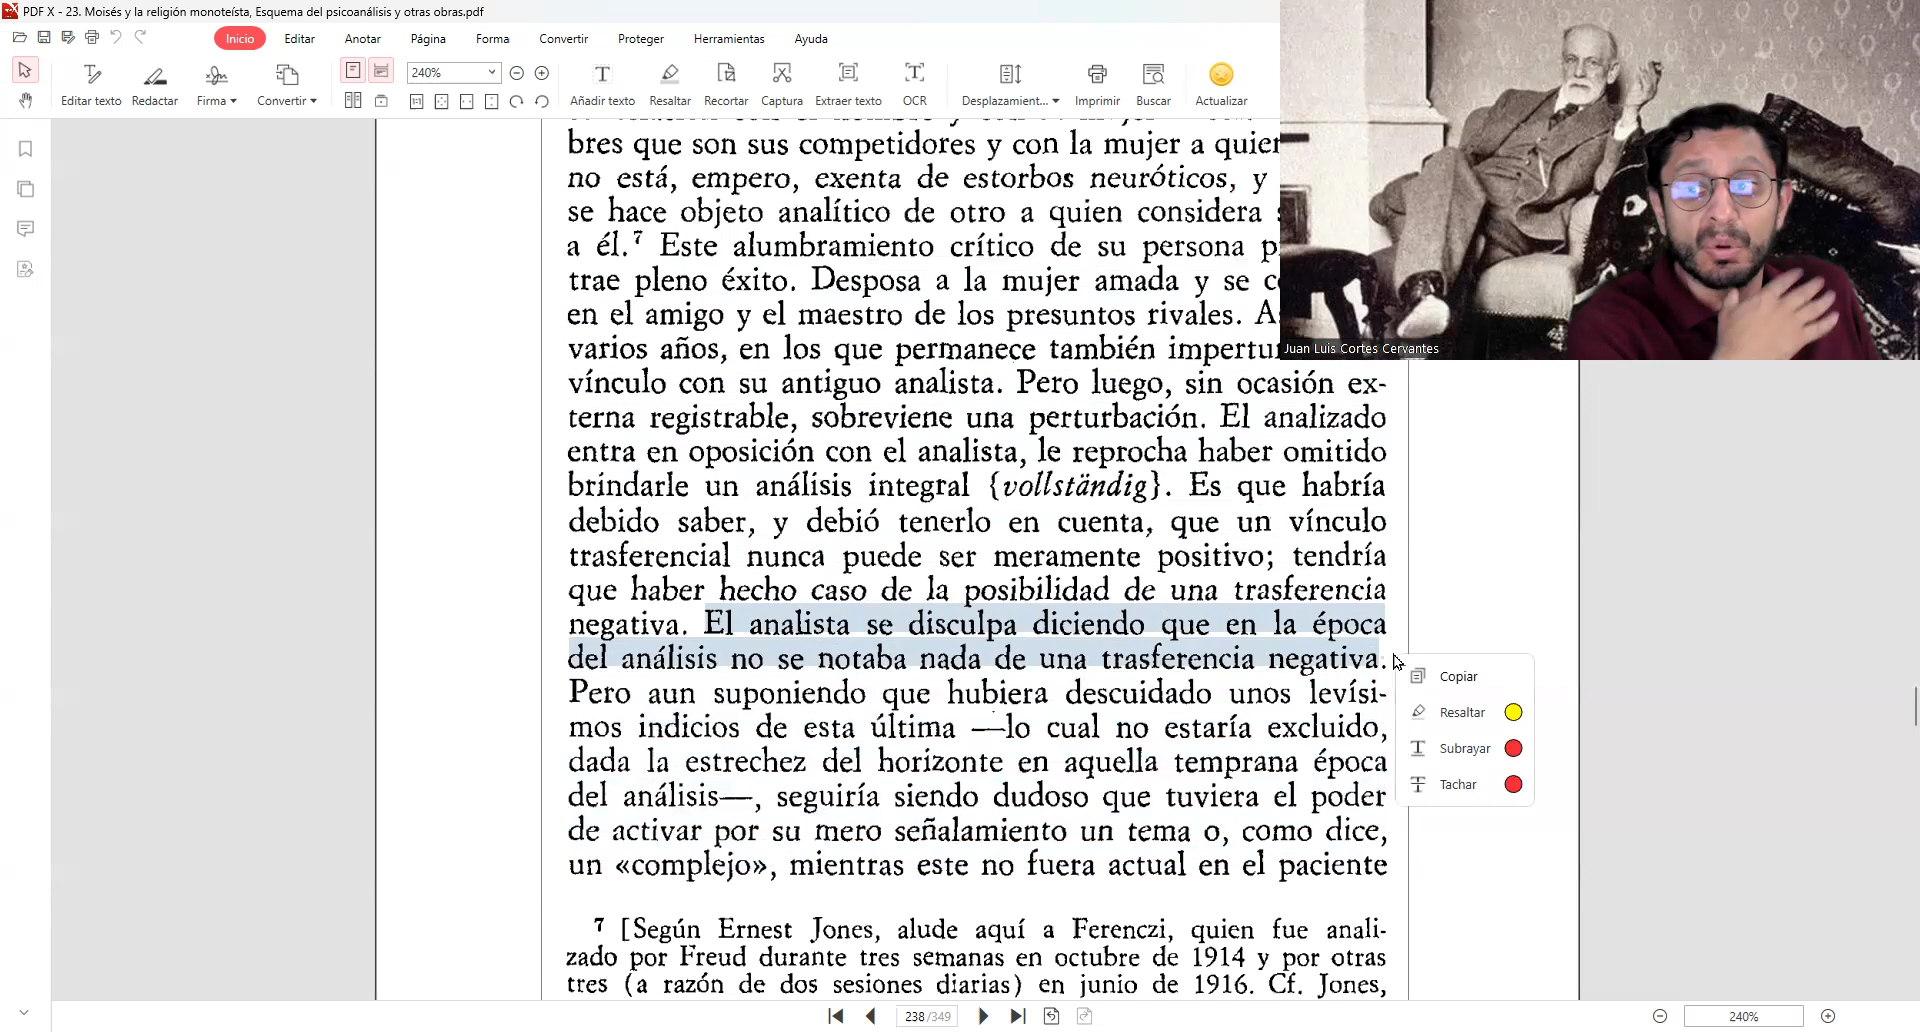 PDF X - 23. Moisés y la religión monoteísta, Esquema del psicoanálisis y otras obras.pdf
Inicio Editar Anotar Página Forma Convertir Proteger Herramientas Ayuda
240%
Editar texto Redactar Firma Convertir Añadir texto Resaltar Recortar Captura Extraer texto OCR Desplazamient... Imprimir Buscar Actualizar
bres que son sus competidores y con la mujer a quien
no está, empero, exenta de estorbos neuróticos, y
se hace objeto analítico de otro a quien considera
a él.⁷ Este alumbramiento crítico de su persona
trae pleno éxito. Desposa a la mujer amada y se
en el amigo y el maestro de los presuntos rivales.
varios años, en los que permanece también
vínculo con su antiguo analista. Pero luego, sin ocasión ex-
terna registrable, sobreviene una perturbación. El analizado
entra en oposición con el analista, le reprocha haber omitido
brindarle un análisis integral {vollständig}. Es que habría
debido saber, y debió tenerlo en cuenta, que un vínculo
trasferencial nunca puede ser meramente positivo; tendría
que haber hecho caso de la posibilidad de una trasferencia
negativa. El analista se disculpa diciendo que en la época
del análisis no se notaba nada de una trasferencia negativa.
Pero aun suponiendo que hubiera descuidado unos levísi-
mos indicios de esta última —lo cual no estaría excluido,
dada la estrechez del horizonte en aquella temprana época
del análisis—, seguiría siendo dudoso que tuviera el poder
de activar por su mero señalamiento un tema o, como dice,
un «complejo», mientras este no fuera actual en el paciente
7 [Según Ernest Jones, alude aquí a Ferenczi, quien fue anali-
zado por Freud durante tres semanas en octubre de 1914 y por otras
tres (a razón de dos sesiones diarias) en junio de 1916. Cf. Jones,
Juan Luis Cortes Cervantes
Copiar
Resaltar
Subrayar
Tachar
238/349
240%